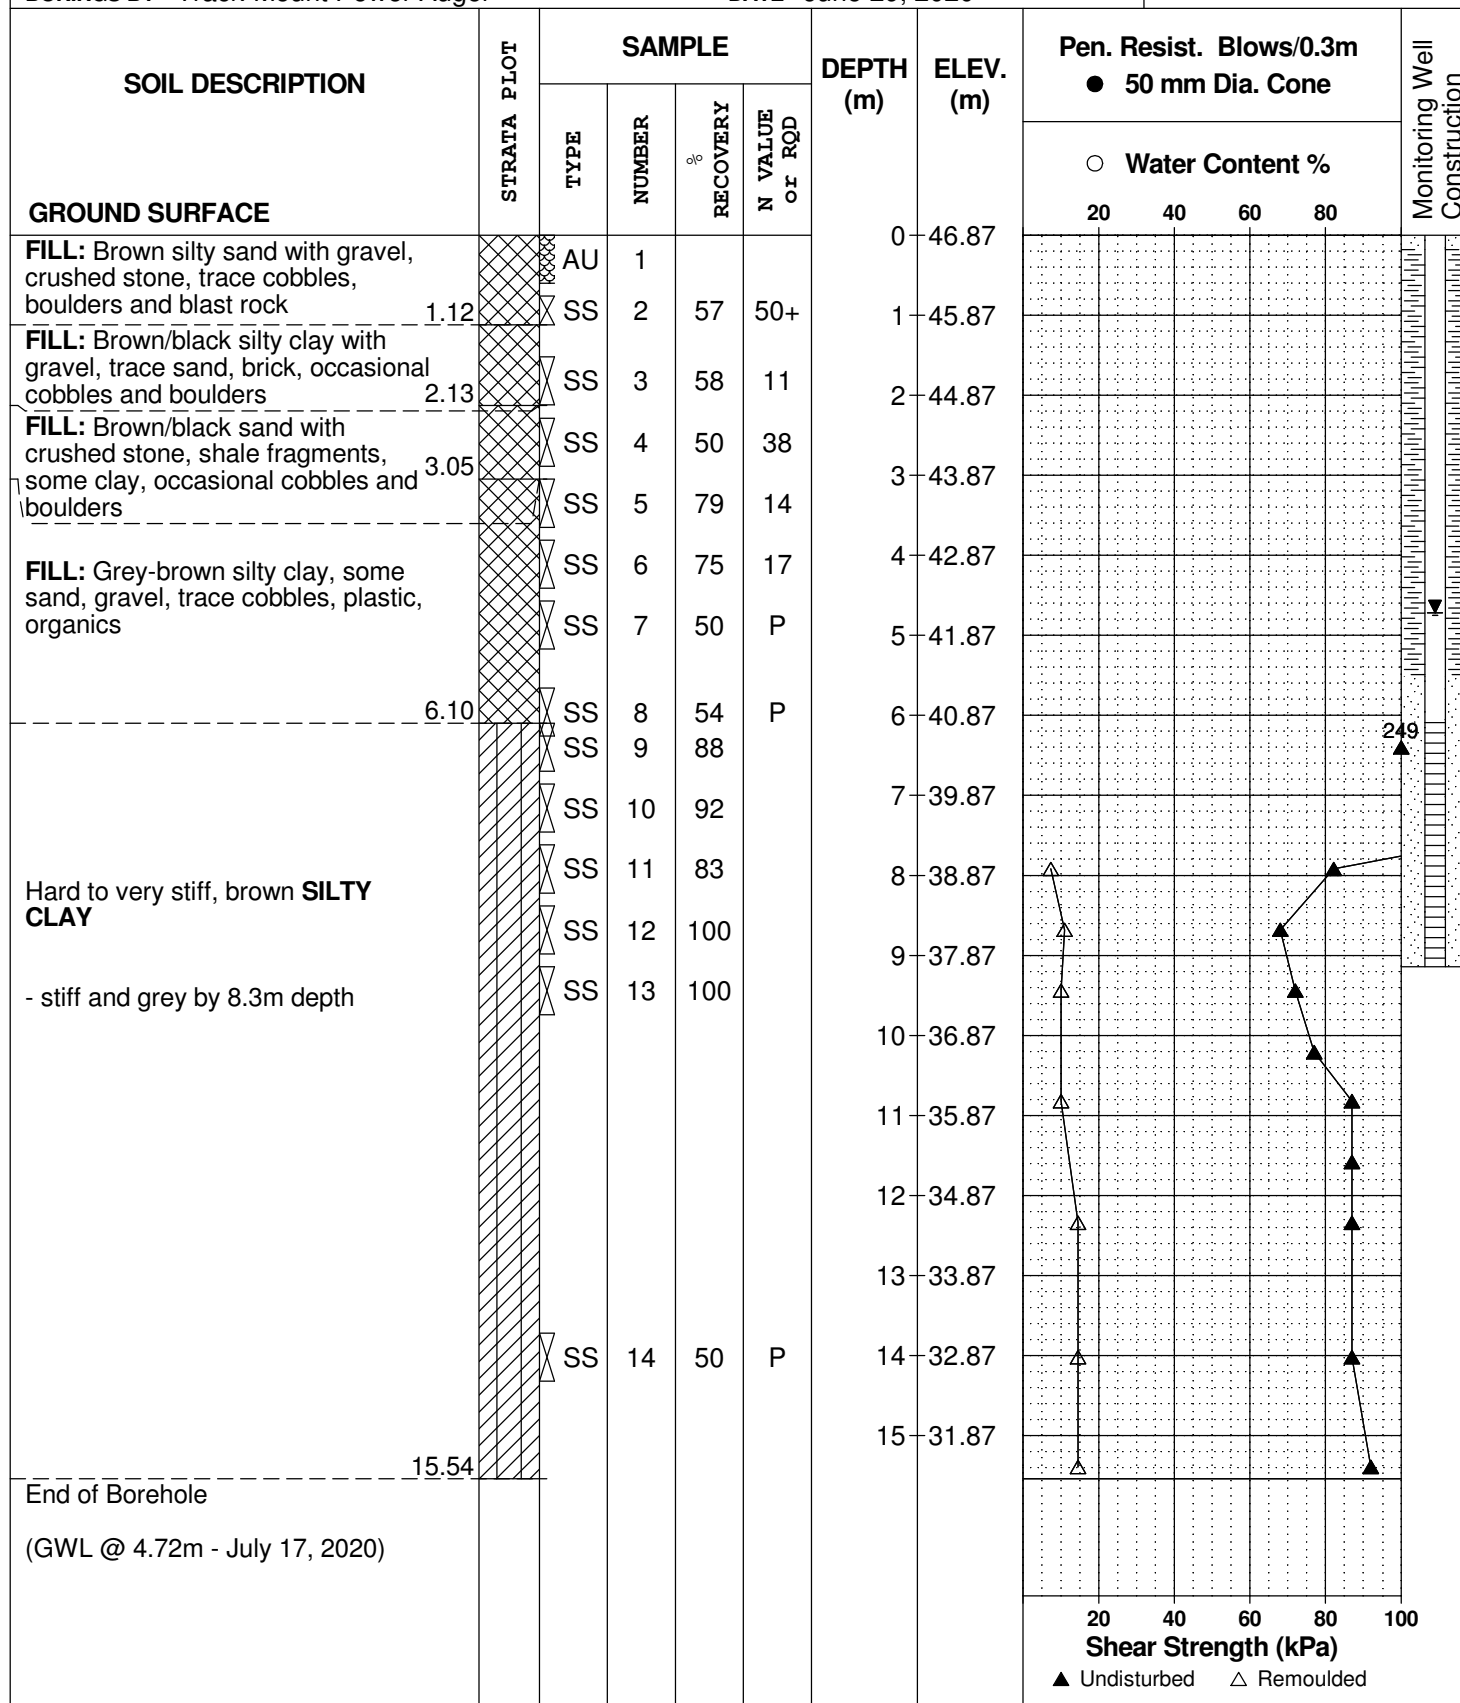 SOIL DESCRIPTION
GROUND SURFACE
STRATA PLOT
SAMPLE
TYPE
NUMBER
%
RECOVERY
N VALUE
or RQD
DEPTH
(m)
ELEV.
(m)
Pen. Resist. Blows/0.3m
● 50 mm Dia. Cone
○ Water Content %
20 40 60 80
Monitoring Well
Construction
FILL: Brown silty sand with gravel,
crushed stone, trace cobbles,
boulders and blast rock 1.12
FILL: Brown/black silty clay with
gravel, trace sand, brick, occasional
cobbles and boulders 2.13
FILL: Brown/black sand with
crushed stone, shale fragments,
3.05
some clay, occasional cobbles and
boulders
FILL: Grey-brown silty clay, some
sand, gravel, trace cobbles, plastic,
organics
6.10
Hard to very stiff, brown SILTY
CLAY
- stiff and grey by 8.3m depth
15.54
End of Borehole
(GWL @ 4.72m - July 17, 2020)
AU 1
SS 2 57 50+
SS 3 58 11
SS 4 50 38
SS 5 79 14
SS 6 75 17
SS 7 50 P
SS 8 54 P
SS 9 88
SS 10 92
SS 11 83
SS 12 100
SS 13 100
SS 14 50 P
0 46.87
1 45.87
2 44.87
3 43.87
4 42.87
5 41.87
6 40.87
7 39.87
8 38.87
9 37.87
10 36.87
11 35.87
12 34.87
13 33.87
14 32.87
15 31.87
249
20 40 60 80 100
Shear Strength (kPa)
▲ Undisturbed △ Remoulded